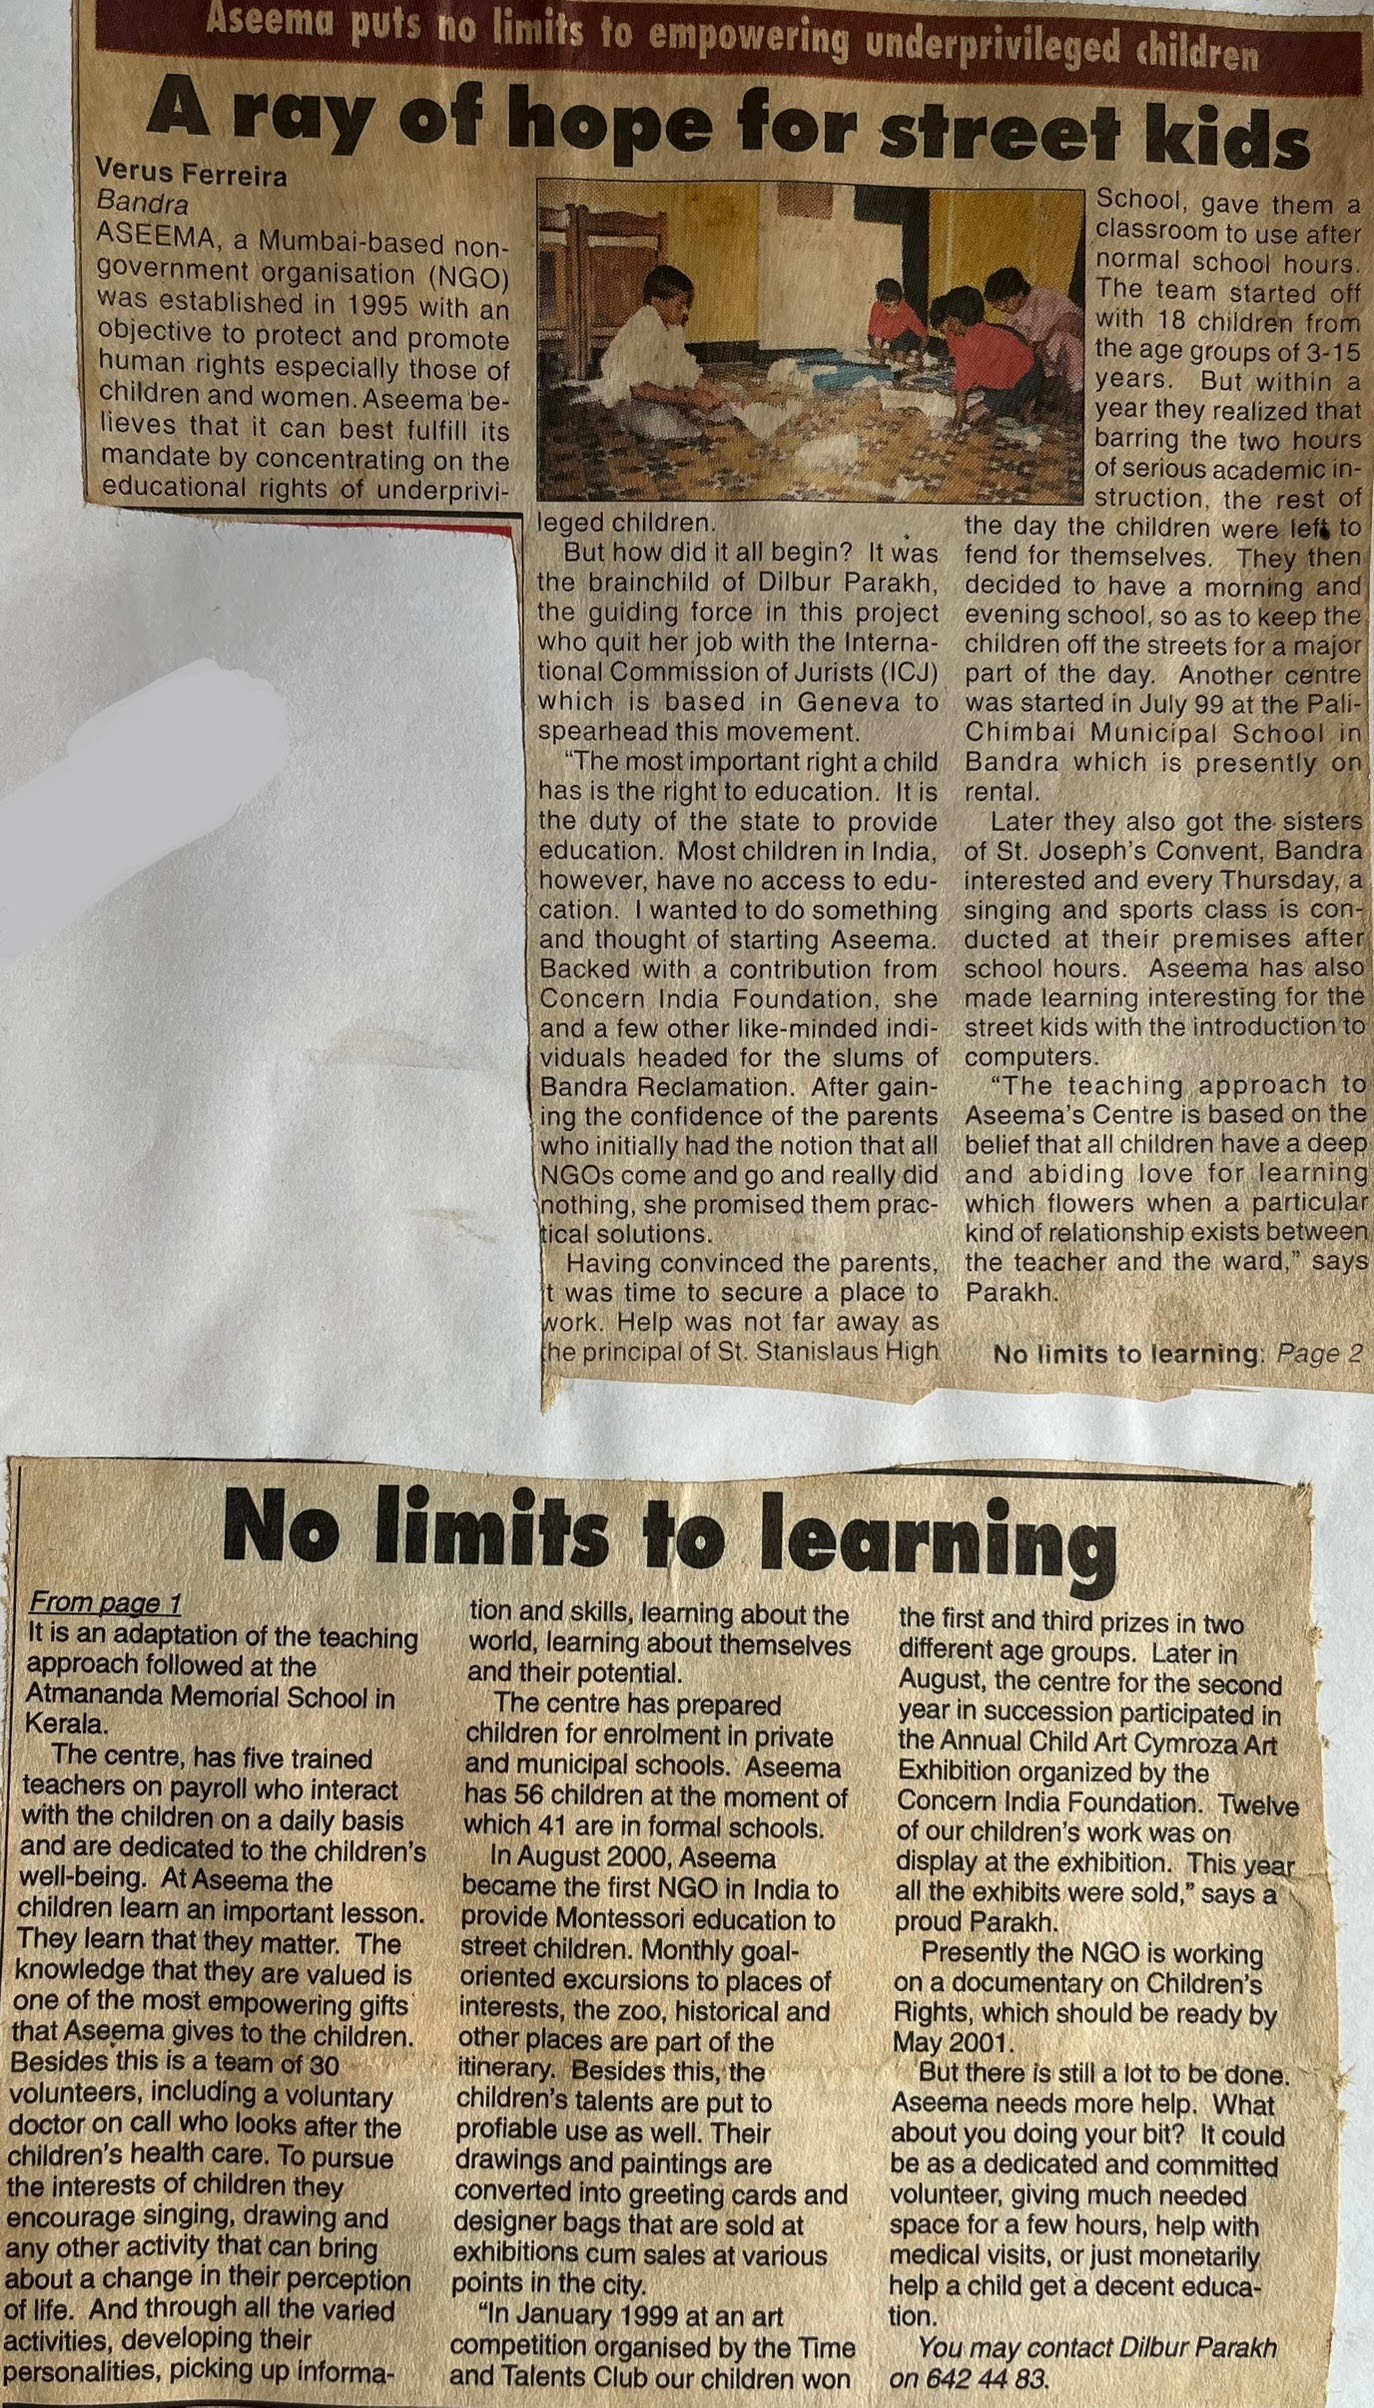 Aseema puts no limits to empowering underprivileged children
A ray of hope for street kids
Verus Ferreira
Bandra
ASEEMA, a Mumbai-based non-
government organisation (NGO)
was established in 1995 with an
objective to protect and promote
human rights especially those of
children and women. Aseema be-
lieves that it can best fulfill its
mandate by concentrating on the
educational rights of underprivi-
leged children.
But how did it all begin? It was
the brainchild of Dilbur Parakh,
the guiding force in this project
who quit her job with the Interna-
tional Commission of Jurists (ICJ)
which is based in Geneva to
spearhead this movement.
“The most important right a child
has is the right to education. It is
the duty of the state to provide
education. Most children in India,
however, have no access to edu-
cation. I wanted to do something
and thought of starting Aseema.
Backed with a contribution from
Concern India Foundation, she
and a few other like-minded indi-
viduals headed for the slums of
Bandra Reclamation. After gain-
ing the confidence of the parents
who initially had the notion that all
NGOs come and go and really did
nothing, she promised them prac-
tical solutions.
Having convinced the parents,
it was time to secure a place to
work. Help was not far away as
the principal of St. Stanislaus High
School, gave them a
classroom to use after
normal school hours.
The team started off
with 18 children from
the age groups of 3-15
years. But within a
year they realized that
barring the two hours
of serious academic in-
struction, the rest of
the day the children were left to
fend for themselves. They then
decided to have a morning and
evening school, so as to keep the
children off the streets for a major
part of the day. Another centre
was started in July 99 at the Pali-
Chimbai Municipal School in
Bandra which is presently on
rental.
Later they also got the sisters
of St. Joseph’s Convent, Bandra
interested and every Thursday, a
singing and sports class is con-
ducted at their premises after
school hours. Aseema has also
made learning interesting for the
street kids with the introduction to
computers.
“The teaching approach to
Aseema’s Centre is based on the
belief that all children have a deep
and abiding love for learning
which flowers when a particular
kind of relationship exists between
the teacher and the ward,” says
Parakh.
No limits to learning: Page 2
No limits to learning
From page 1
It is an adaptation of the teaching
approach followed at the
Atmananda Memorial School in
Kerala.
The centre, has five trained
teachers on payroll who interact
with the children on a daily basis
and are dedicated to the children’s
well-being. At Aseema the
children learn an important lesson.
They learn that they matter. The
knowledge that they are valued is
one of the most empowering gifts
that Aseema gives to the children.
Besides this is a team of 30
volunteers, including a voluntary
doctor on call who looks after the
children’s health care. To pursue
the interests of children they
encourage singing, drawing and
any other activity that can bring
about a change in their perception
of life. And through all the varied
activities, developing their
personalities, picking up informa-
tion and skills, learning about the
world, learning about themselves
and their potential.
The centre has prepared
children for enrolment in private
and municipal schools. Aseema
has 56 children at the moment of
which 41 are in formal schools.
In August 2000, Aseema
became the first NGO in India to
provide Montessori education to
street children. Monthly goal-
oriented excursions to places of
interests, the zoo, historical and
other places are part of the
itinerary. Besides this, the
children’s talents are put to
profiable use as well. Their
drawings and paintings are
converted into greeting cards and
designer bags that are sold at
exhibitions cum sales at various
points in the city.
“In January 1999 at an art
competition organised by the Time
and Talents Club our children won
the first and third prizes in two
different age groups. Later in
August, the centre for the second
year in succession participated in
the Annual Child Art Cymroza Art
Exhibition organized by the
Concern India Foundation. Twelve
of our children’s work was on
display at the exhibition. This year
all the exhibits were sold,” says a
proud Parakh.
Presently the NGO is working
on a documentary on Children’s
Rights, which should be ready by
May 2001.
But there is still a lot to be done.
Aseema needs more help. What
about you doing your bit? It could
be as a dedicated and committed
volunteer, giving much needed
space for a few hours, help with
medical visits, or just monetarily
help a child get a decent educa-
tion.
You may contact Dilbur Parakh
on 642 44 83.